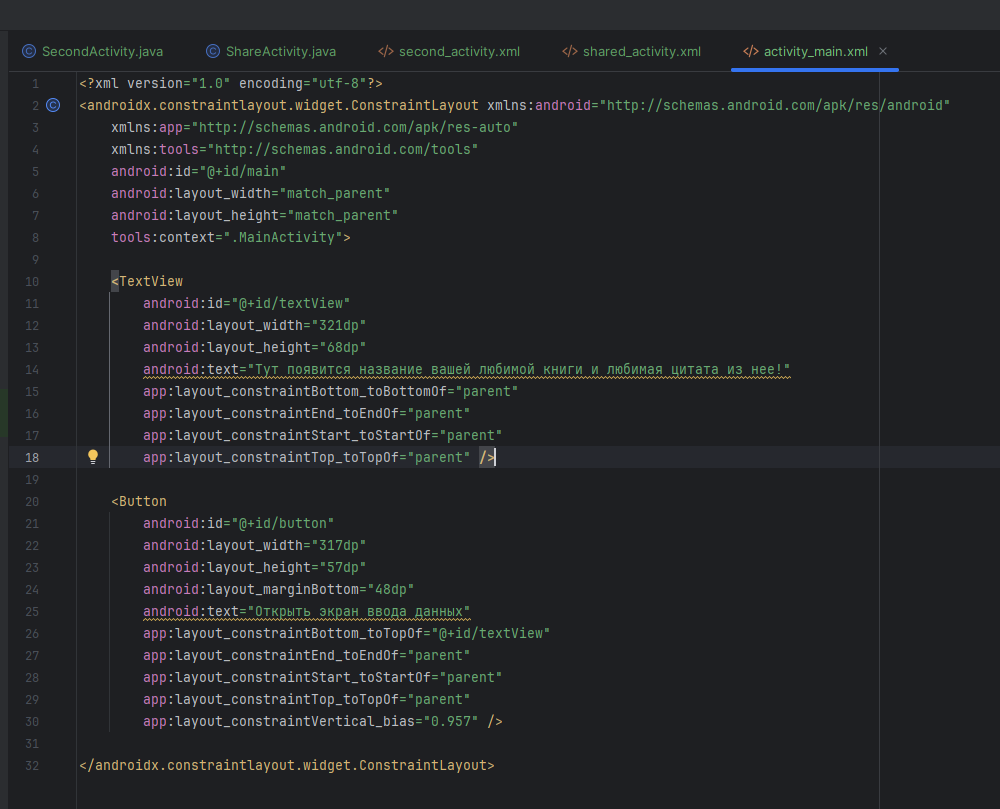 SecondActivity.java ShareActivity.java second_activity.xml shared_activity.xml activity_main.xml
1 <?xml version="1.0" encoding="utf-8"?>
2 <androidx.constraintlayout.widget.ConstraintLayout xmlns:android="http://schemas.android.com/apk/res/android"
3 xmlns:app="http://schemas.android.com/apk/res-auto"
4 xmlns:tools="http://schemas.android.com/tools"
5 android:id="@+id/main"
6 android:layout_width="match_parent"
7 android:layout_height="match_parent"
8 tools:context=".MainActivity">
9
10 <TextView
11 android:id="@+id/textView"
12 android:layout_width="321dp"
13 android:layout_height="68dp"
14 android:text="Тут появится название вашей любимой книги и любимая цитата из нее!"
15 app:layout_constraintBottom_toBottomOf="parent"
16 app:layout_constraintEnd_toEndOf="parent"
17 app:layout_constraintStart_toStartOf="parent"
18 app:layout_constraintTop_toTopOf="parent" />
19
20 <Button
21 android:id="@+id/button"
22 android:layout_width="317dp"
23 android:layout_height="57dp"
24 android:layout_marginBottom="48dp"
25 android:text="Открыть экран ввода данных"
26 app:layout_constraintBottom_toTopOf="@+id/textView"
27 app:layout_constraintEnd_toEndOf="parent"
28 app:layout_constraintStart_toStartOf="parent"
29 app:layout_constraintTop_toTopOf="parent"
30 app:layout_constraintVertical_bias="0.957" />
31
32 </androidx.constraintlayout.widget.ConstraintLayout>